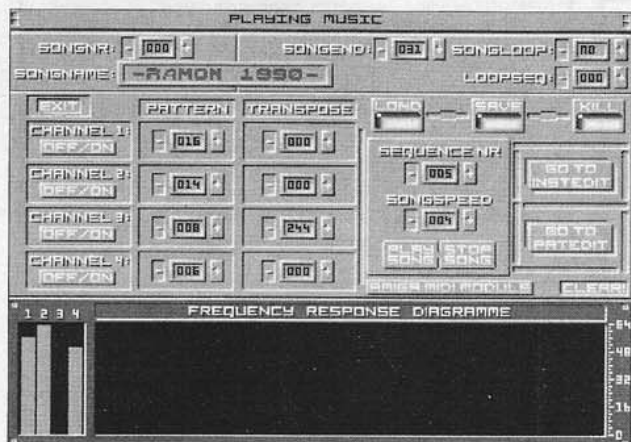 PLAYING MUSIC
SONGNR: - 000 + SONGEND: - 031 + SONGLOOP: - NO +
SONGNAME: -RAMON 1990- LOOPSEQ: - 000 +
EXIT PATTERN TRANSPOSE LOAD SAVE KILL
CHANNEL 1: OFF/ON - 016 + - 000 +
CHANNEL 2: OFF/ON - 014 + - 000 +
CHANNEL 3: OFF/ON - 008 + - 244 +
CHANNEL 4: OFF/ON - 006 + - 000 +
SEQUENCE NR
- 005 +
SONGSPEED
- 004 +
PLAY SONG STOP SONG
GO TO INSTEDIT
GO TO PATEDIT
AMIGA MIDI MODULE CLEAR!
1 2 3 4 FREQUENCY RESPONSE DIAGRAMME
64
48
32
16
0